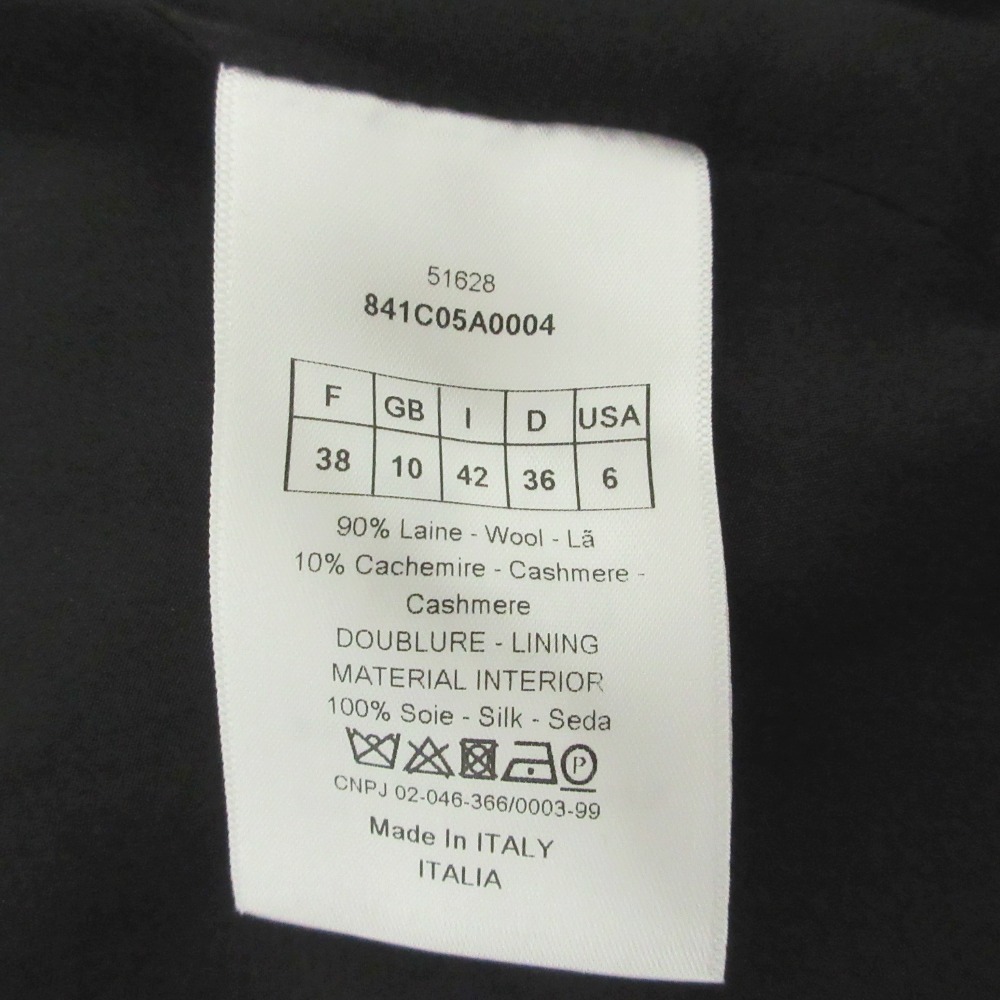 51628
841C05A0004
F GB I D USA
38 10 42 36 6
90% Laine - Wool - Lã
10% Cachemire - Cashmere -
Cashmere
DOUBLURE - LINING
MATERIAL INTERIOR
100% Soie - Silk - Seda
P
CNPJ 02-046-366/0003-99
Made In ITALY
ITALIA